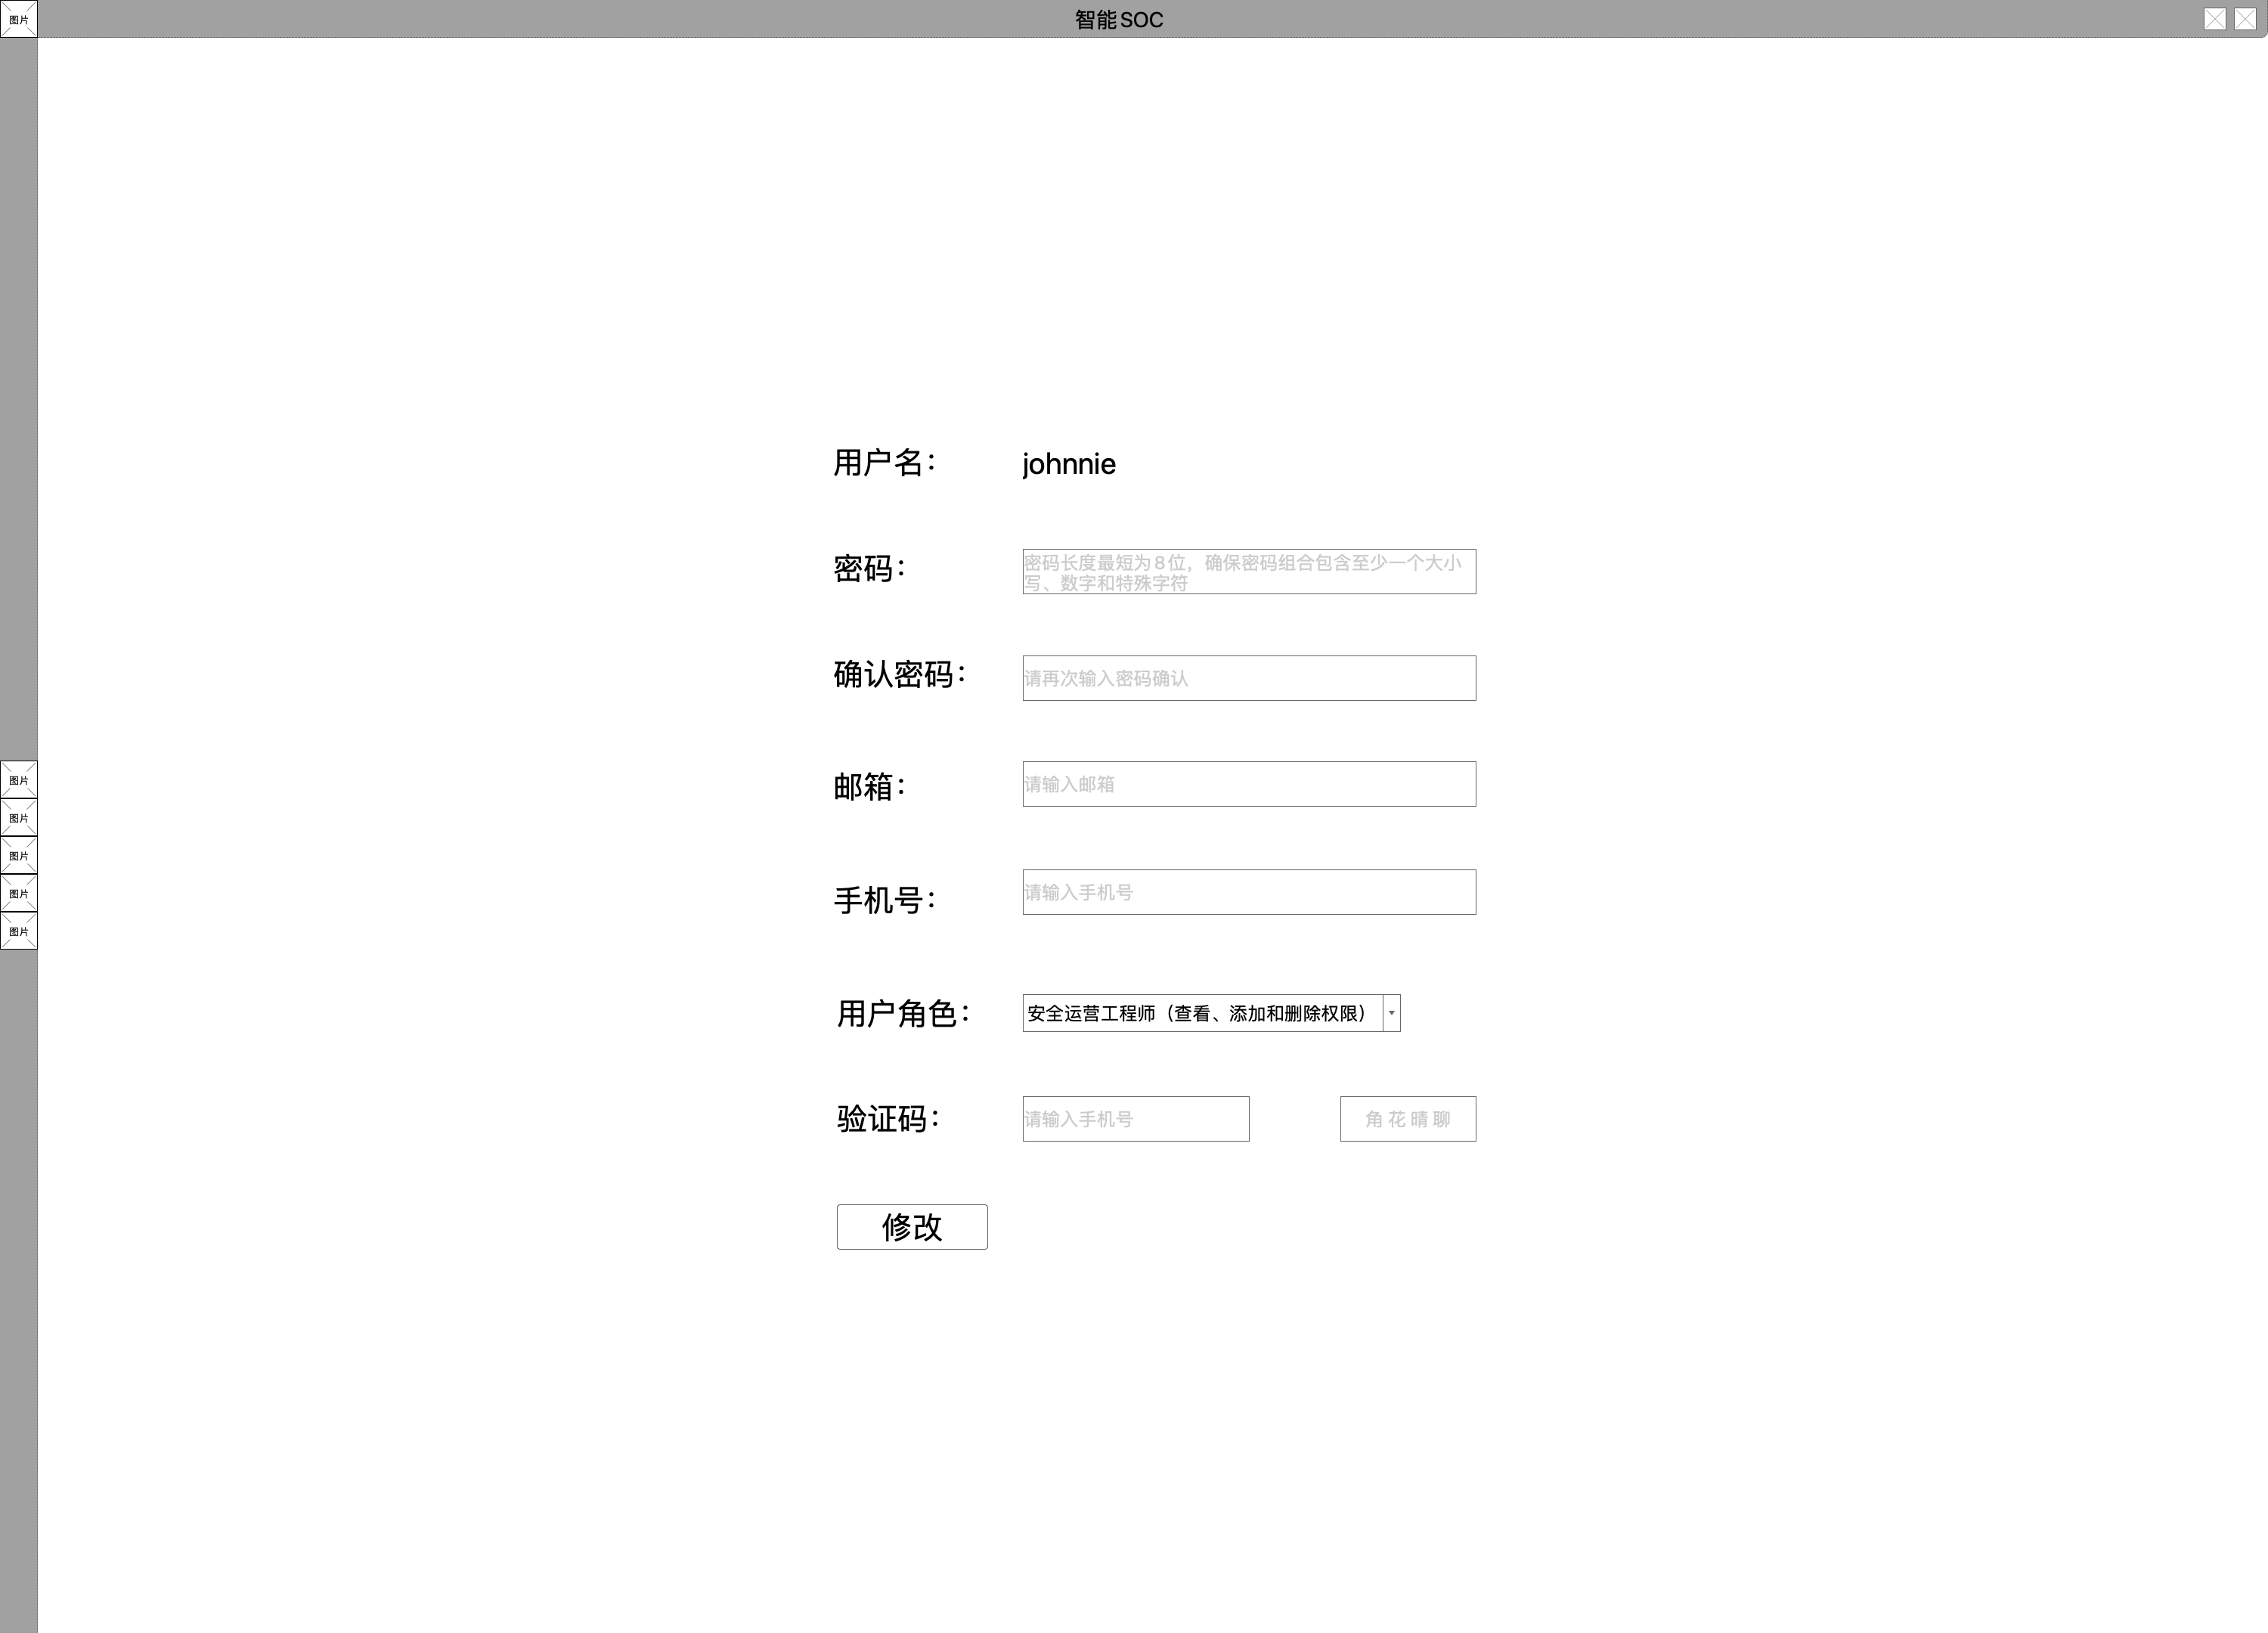 图片
智能 SOC
用户名：
johnnie
密码：
密码长度最短为 8 位，确保密码组合包含至少一个大小
写、数字和特殊字符
确认密码：
请再次输入密码确认
图片
邮箱：
请输入邮箱
图片
图片
手机号：
请输入手机号
图片
图片
用户角色：
安全运营工程师（查看、添加和删除权限）
验证码：
请输入手机号
角 花 晴 聊
修改